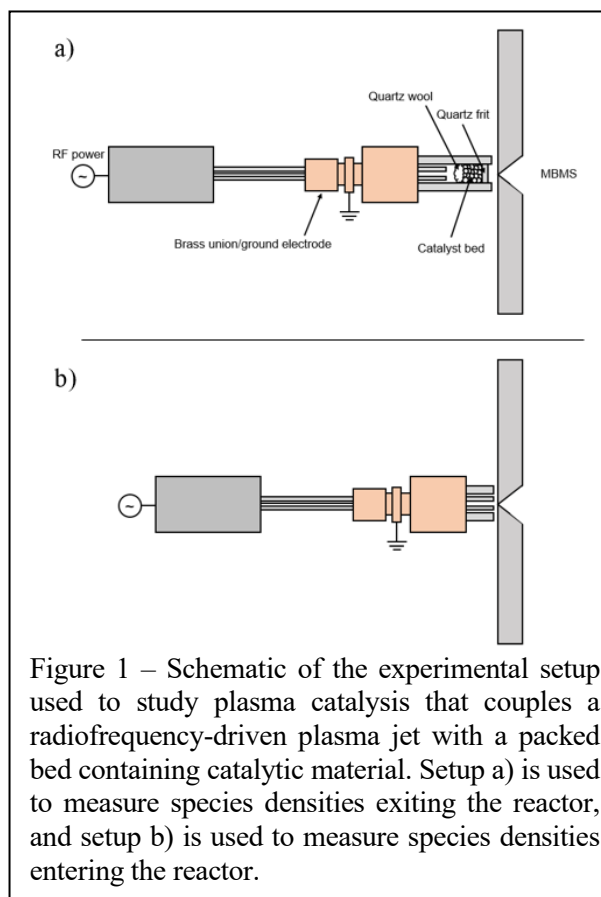 a)
Quartz wool
Quartz frit
RF power
~
MBMS
Brass union/ground electrode
Catalyst bed
b)
~
Figure 1 – Schematic of the experimental setup
used to study plasma catalysis that couples a
radiofrequency-driven plasma jet with a packed
bed containing catalytic material. Setup a) is used
to measure species densities exiting the reactor,
and setup b) is used to measure species densities
entering the reactor.